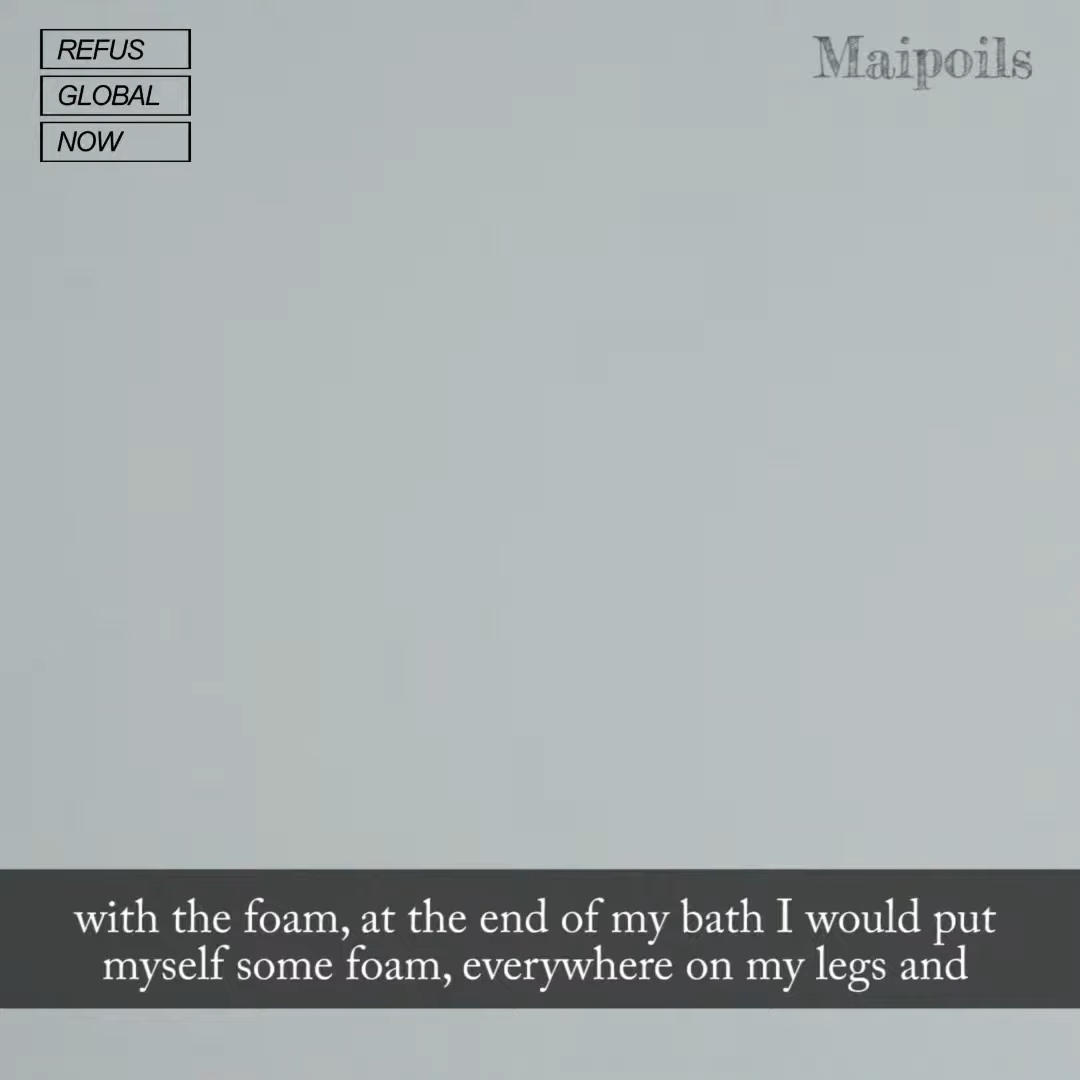 REFUS
GLOBAL
NOW
Maipoils
with the foam, at the end of my bath I would put
myself some foam, everywhere on my legs and